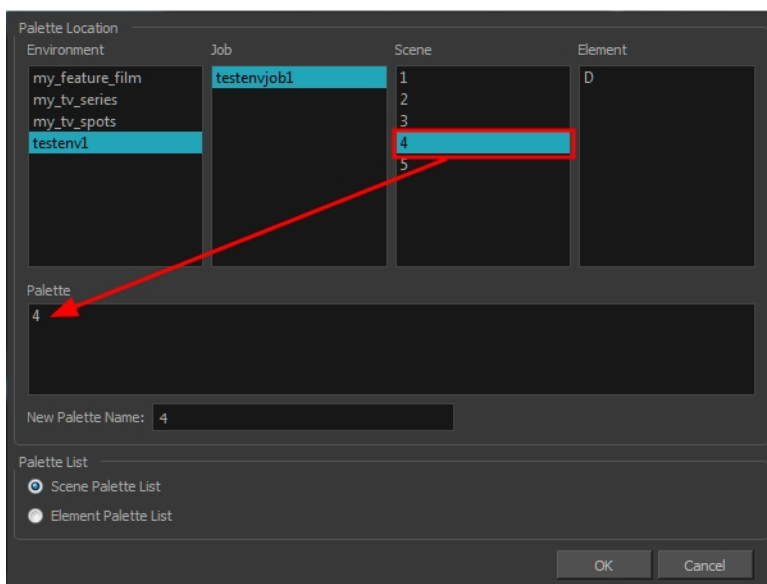 Palette Location
Environment Job Scene Element
my_feature_film testenvjob1 1 D
my_tv_series 2
my_tv_spots 3
testenv1 4
5
Palette
4
New Palette Name: 4
Palette List
Scene Palette List
Element Palette List
OK Cancel